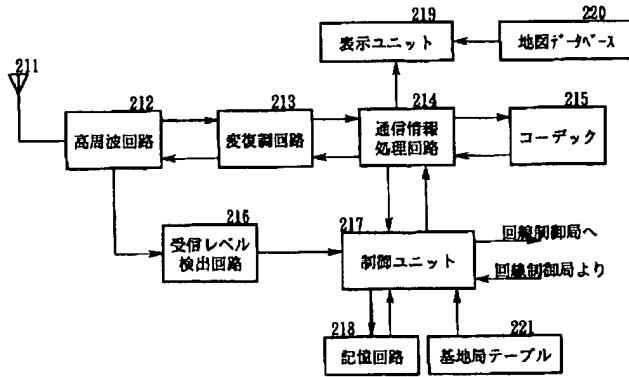 219
表示ユニット
220
地図データベース
211
212
高周波回路
213
変復調回路
214
通信情報
処理回路
215
コーデック
216
受信レベル
検出回路
217
制御ユニット
回線制御局へ
回線制御局より
218
記憶回路
221
基地局テーブル